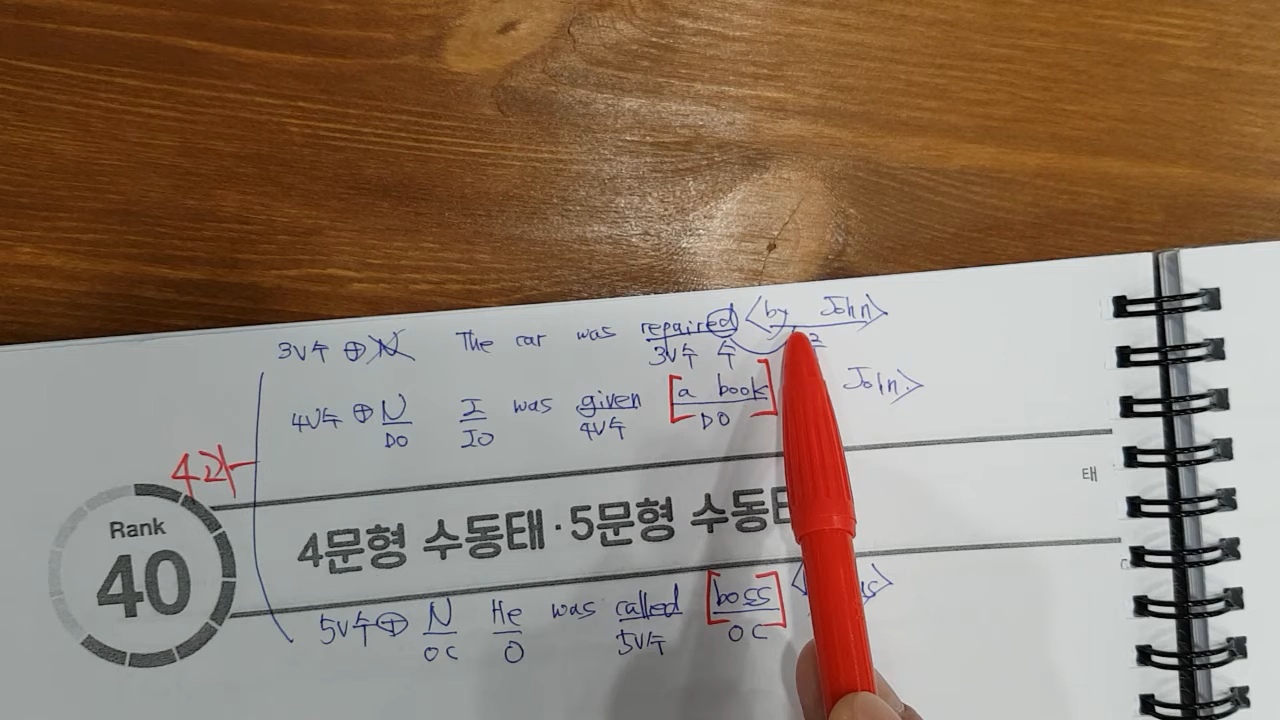 3V수 ⊕ N The car was repaired <by John>
3V수 수
4V수 ⊕ N I was given [a book] John>
DO IO 4V수 DO
4과
태
Rank
40
4문형 수동태·5문형 수동태
5V수 ⊕ N He was called [boss]
OC O 5V수 OC